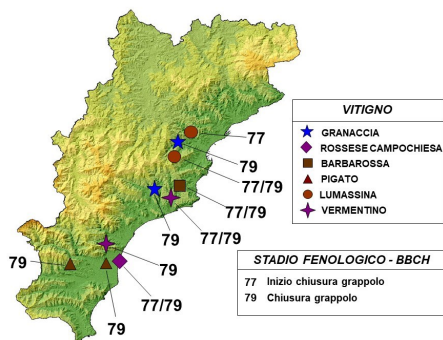 77
79
77/79
77/79
77/79
79
79
79
77/79
79
VITIGNO
GRANACCIA
ROSSESE CAMPOCHIESA
BARBAROSSA
PIGATO
LUMASSINA
VERMENTINO
STADIO FENOLOGICO - BBCH
77 Inizio chiusura grappolo
79 Chiusura grappolo